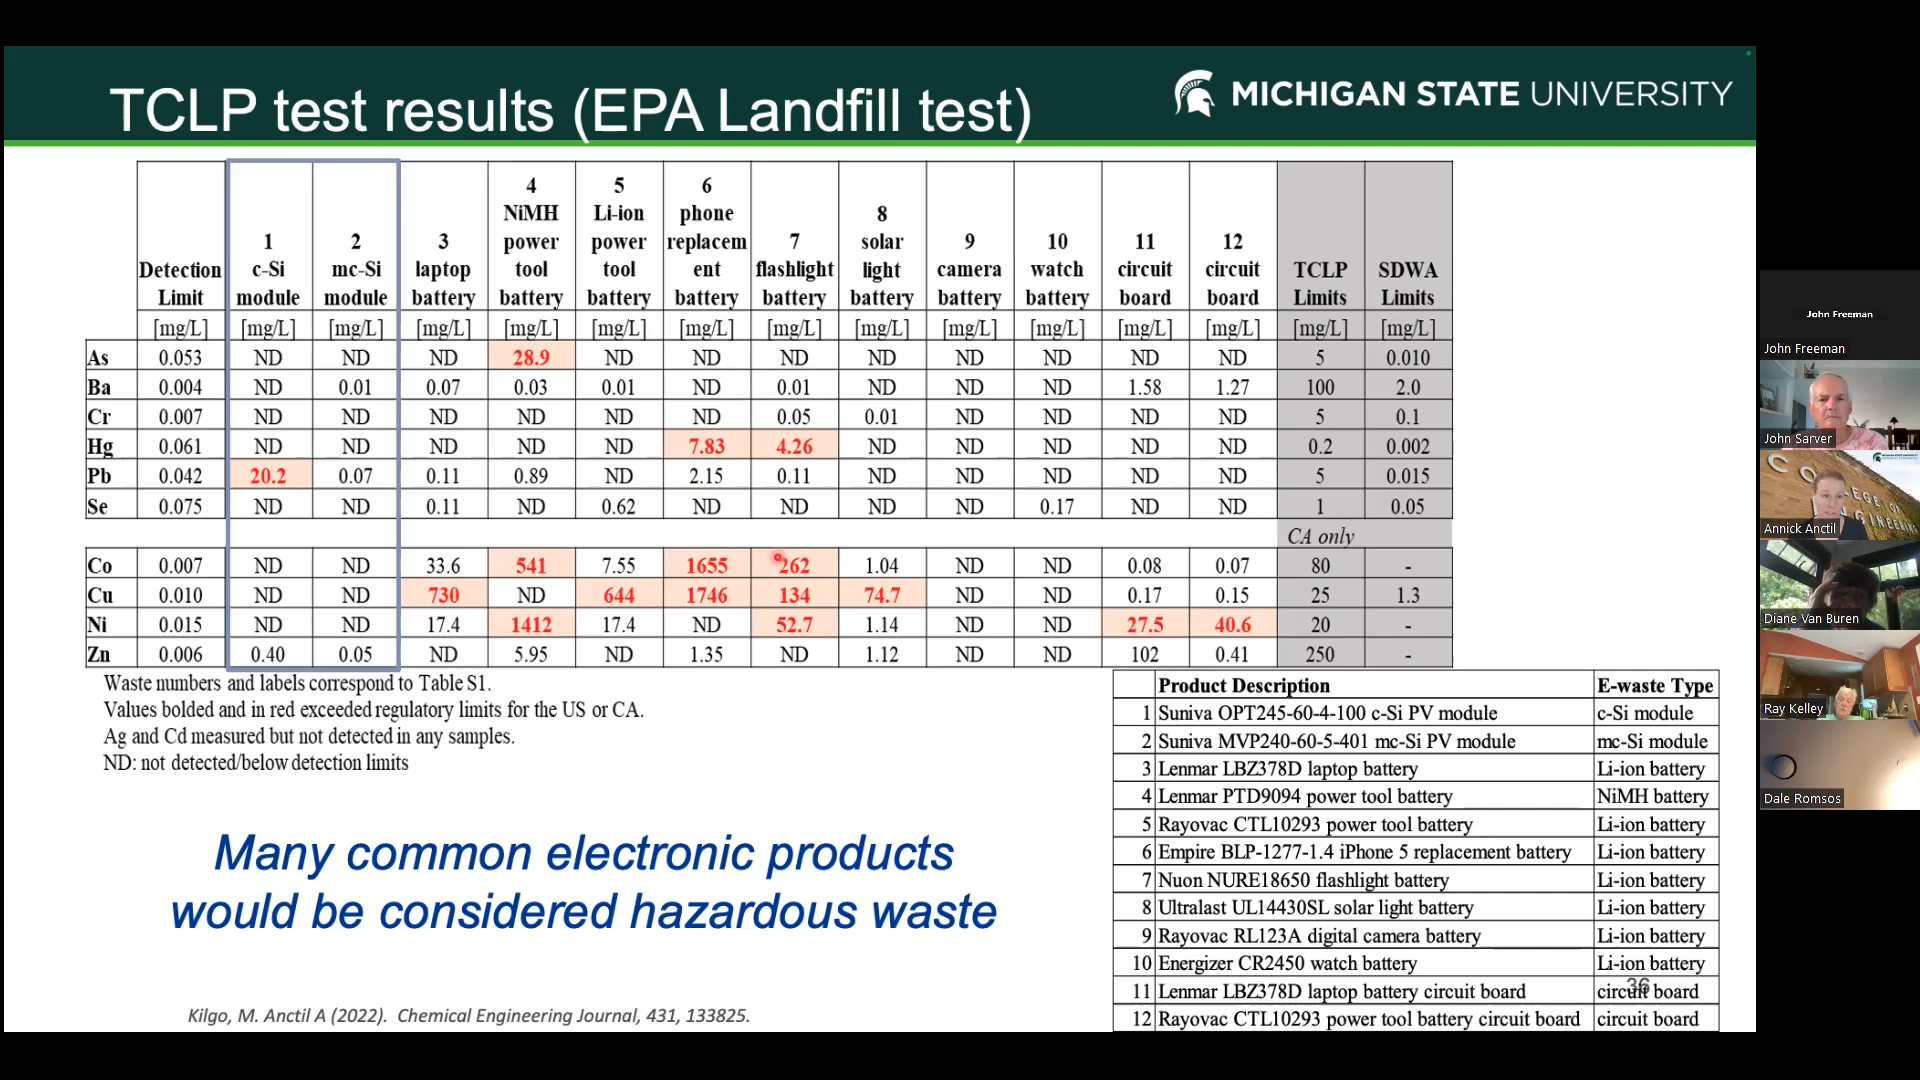 TCLP test results (EPA Landfill test)
MICHIGAN STATE UNIVERSITY
Detection Limit | 1 c-Si module | 2 mc-Si module | 3 laptop battery | 4 NiMH power tool battery | 5 Li-ion power tool battery | 6 phone replacem ent battery | 7 flashlight battery | 8 solar light battery | 9 camera battery | 10 watch battery | 11 circuit board | 12 circuit board | TCLP Limits | SDWA Limits
[mg/L] [mg/L] [mg/L] [mg/L] [mg/L] [mg/L] [mg/L] [mg/L] [mg/L] [mg/L] [mg/L] [mg/L] [mg/L] [mg/L] [mg/L]
As 0.053 ND ND ND 28.9 ND ND ND ND ND ND ND ND 5 0.010
Ba 0.004 ND 0.01 0.07 0.03 0.01 ND 0.01 ND ND ND 1.58 1.27 100 2.0
Cr 0.007 ND ND ND ND ND ND 0.05 0.01 ND ND ND ND 5 0.1
Hg 0.061 ND ND ND ND ND 7.83 4.26 ND ND ND ND ND 0.2 0.002
Pb 0.042 20.2 0.07 0.11 0.89 ND 2.15 0.11 ND ND ND ND ND 5 0.015
Se 0.075 ND ND 0.11 ND 0.62 ND ND ND ND 0.17 ND ND 1 0.05
CA only
Co 0.007 ND ND 33.6 541 7.55 1655 262 1.04 ND ND 0.08 0.07 80 -
Cu 0.010 ND ND 730 ND 644 1746 134 74.7 ND ND 0.17 0.15 25 1.3
Ni 0.015 ND ND 17.4 1412 17.4 ND 52.7 1.14 ND ND 27.5 40.6 20 -
Zn 0.006 0.40 0.05 ND 5.95 ND 1.35 ND 1.12 ND ND 102 0.41 250 -
Waste numbers and labels correspond to Table S1.
Values bolded and in red exceeded regulatory limits for the US or CA.
Ag and Cd measured but not detected in any samples.
ND: not detected/below detection limits
Many common electronic products
would be considered hazardous waste
Kilgo, M. Anctil A (2022). Chemical Engineering Journal, 431, 133825.
Product Description E-waste Type
1 Suniva OPT245-60-4-100 c-Si PV module c-Si module
2 Suniva MVP240-60-5-401 mc-Si PV module mc-Si module
3 Lenmar LBZ378D laptop battery Li-ion battery
4 Lenmar PTD9094 power tool battery NiMH battery
5 Rayovac CTL10293 power tool battery Li-ion battery
6 Empire BLP-1277-1.4 iPhone 5 replacement battery Li-ion battery
7 Nuon NURE18650 flashlight battery Li-ion battery
8 Ultralast UL14430SL solar light battery Li-ion battery
9 Rayovac RL123A digital camera battery Li-ion battery
10 Energizer CR2450 watch battery Li-ion battery
11 Lenmar LBZ378D laptop battery circuit board circuit board
12 Rayovac CTL10293 power tool battery circuit board circuit board
36
John Freeman
John Freeman
John Sarver
COLLEGE OF
ENGINEERING
Annick Anctil
Diane Van Buren
Ray Kelley
Dale Romsos